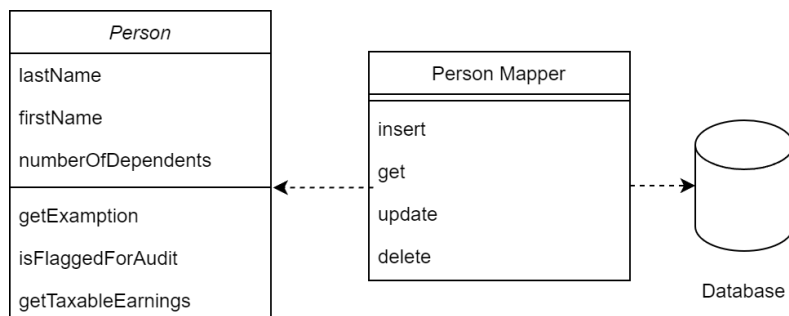 Person
lastName
firstName
numberOfDependents
getExamption
isFlaggedForAudit
getTaxableEarnings
Person Mapper
insert
get
update
delete
Database